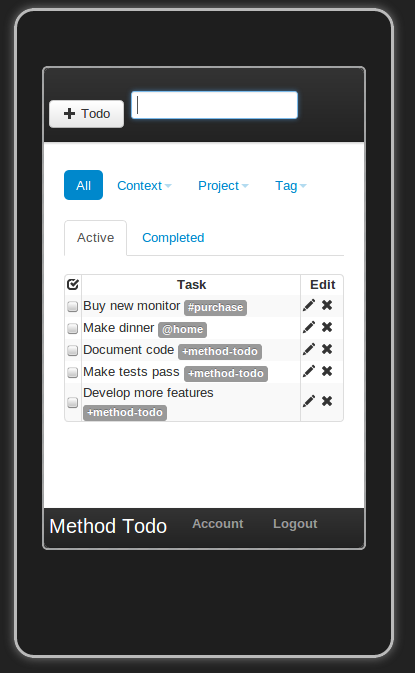 Todo
All Context Project Tag
Active Completed
Task Edit
Buy new monitor #purchase
Make dinner @home
Document code +method-todo
Make tests pass +method-todo
Develop more features
+method-todo
Method Todo Account Logout